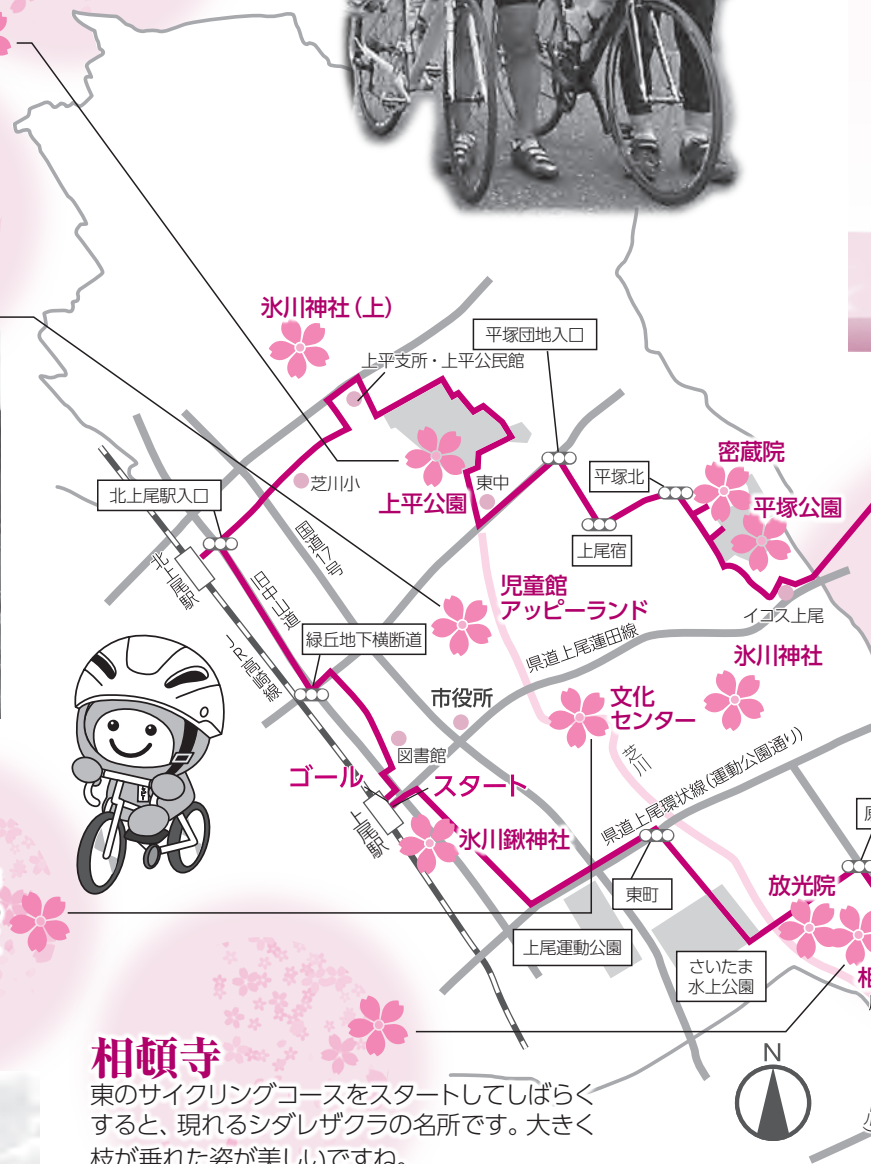 氷川神社（上）
平塚団地入口
上平支所・上平公民館
密蔵院
平塚北
芝川小
東中
北上尾駅入口
上平公園
平塚公園
上尾宿
国道17号
北上尾駅
旧中山道
児童館
アッピーランド
イコス上尾
県道上尾蓮田線
緑丘地下横断道
JR高崎線
氷川神社
市役所
文化
センター
図書館
芝川
ゴール
スタート
県道上尾環状線（運動公園通り）
上尾駅
氷川鍬神社
東町
放光院
上尾運動公園
さいたま
水上公園
N
相頓寺
東のサイクリングコースをスタートしてしばらく
すると、現れるシダレザクラの名所です。大きく
枝が垂れた姿が美しいですね。